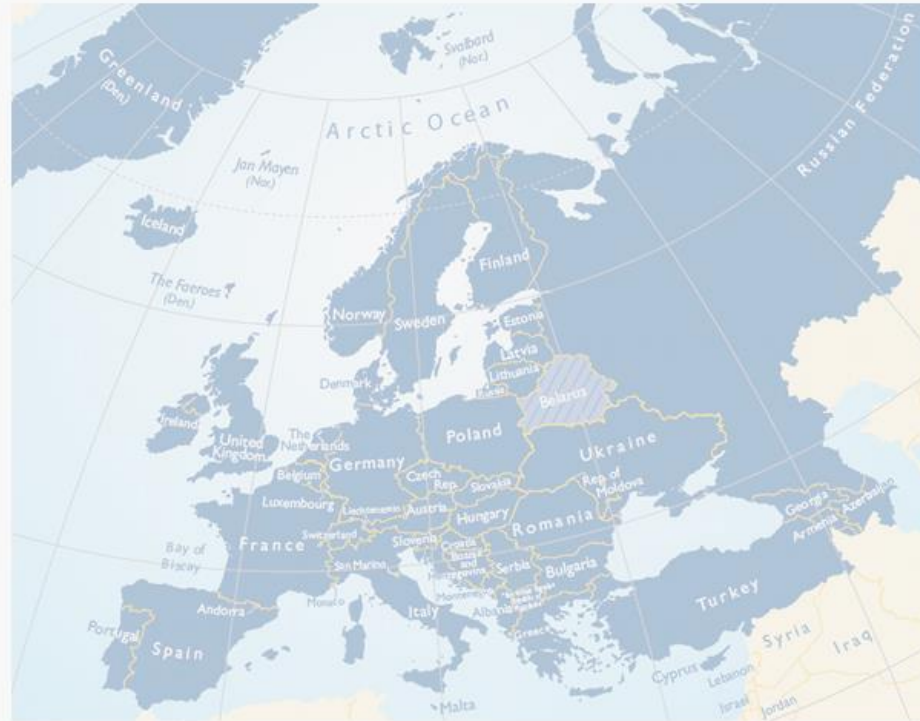 Greenland
(Den.)
Svalbard
(Nor.)
Arctic Ocean
Russian Federation
Jan Mayen
(Nor.)
Iceland
The Faeroes
(Den.)
Finland
Norway
Sweden
Estonia
Latvia
Lithuania
Russia
Denmark
Belarus
Ireland
United
Kingdom
The
Netherlands
Poland
Germany
Ukraine
Belgium
Czech
Rep.
Slovakia
Rep. of
Moldova
Luxembourg
Liechtenstein
Austria
Hungary
Romania
Georgia
Azerbaijan
Armenia
France
Switzerland
Slovenia
Croatia
Bosnia
and
Herzegovina
Serbia
Bulgaria
Bay of
Biscay
San Marino
Monaco
Montenegro
Italy
Albania
Turkey
Andorra
Portugal
Spain
Greece
Syria
Iraq
Cyprus
Lebanon
Israel
Jordan
Malta